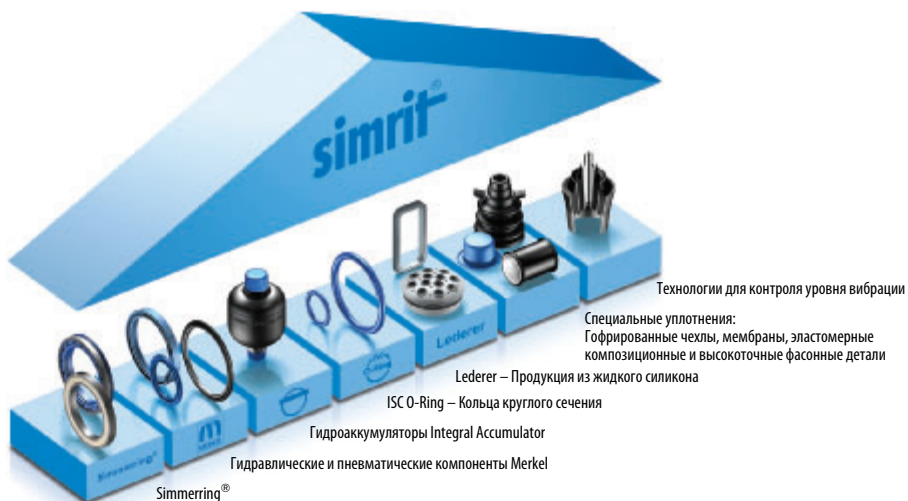 simrit®
Технологии для контроля уровня вибрации
Специальные уплотнения:
Гофрированные чехлы, мембраны, эластомерные
композиционные и высокоточные фасонные детали
Lederer
Lederer – Продукция из жидкого силикона
ISC O-Ring – Кольца круглого сечения
Гидроаккумуляторы Integral Accumulator
Гидравлические и пневматические компоненты Merkel
Simmerring®
Simmerring®